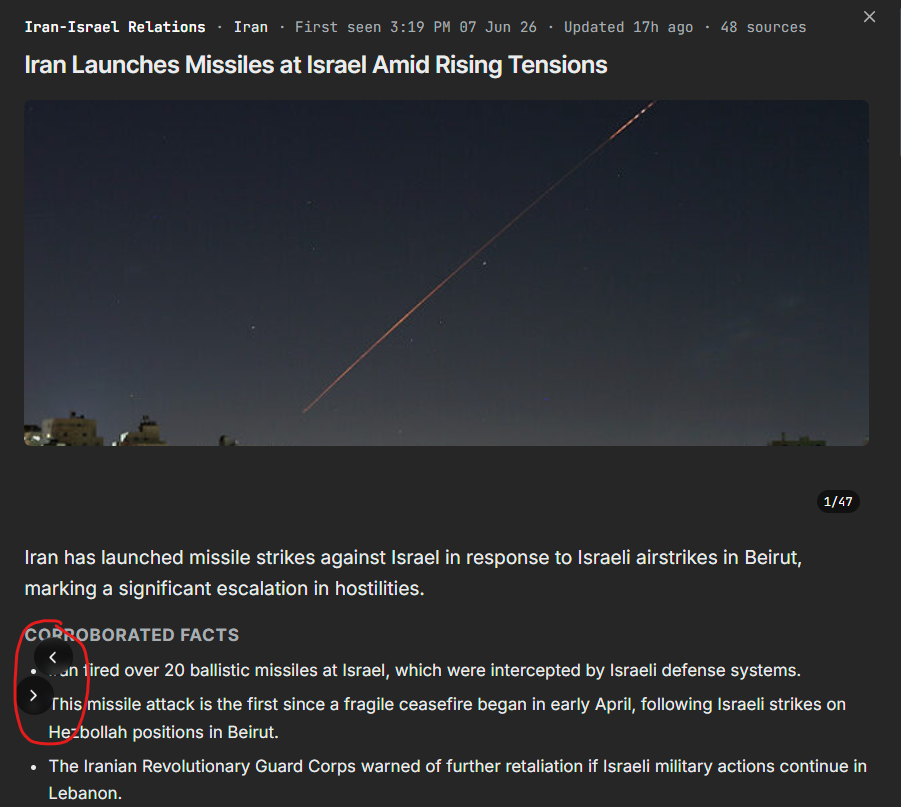 Iran-Israel Relations · Iran · First seen 3:19 PM 07 Jun 26 · Updated 17h ago · 48 sources
Iran Launches Missiles at Israel Amid Rising Tensions
1/47
Iran has launched missile strikes against Israel in response to Israeli airstrikes in Beirut,
marking a significant escalation in hostilities.
CORROBORATED FACTS
• Iran fired over 20 ballistic missiles at Israel, which were intercepted by Israeli defense systems.
This missile attack is the first since a fragile ceasefire began in early April, following Israeli strikes on
Hezbollah positions in Beirut.
• The Iranian Revolutionary Guard Corps warned of further retaliation if Israeli military actions continue in
Lebanon.